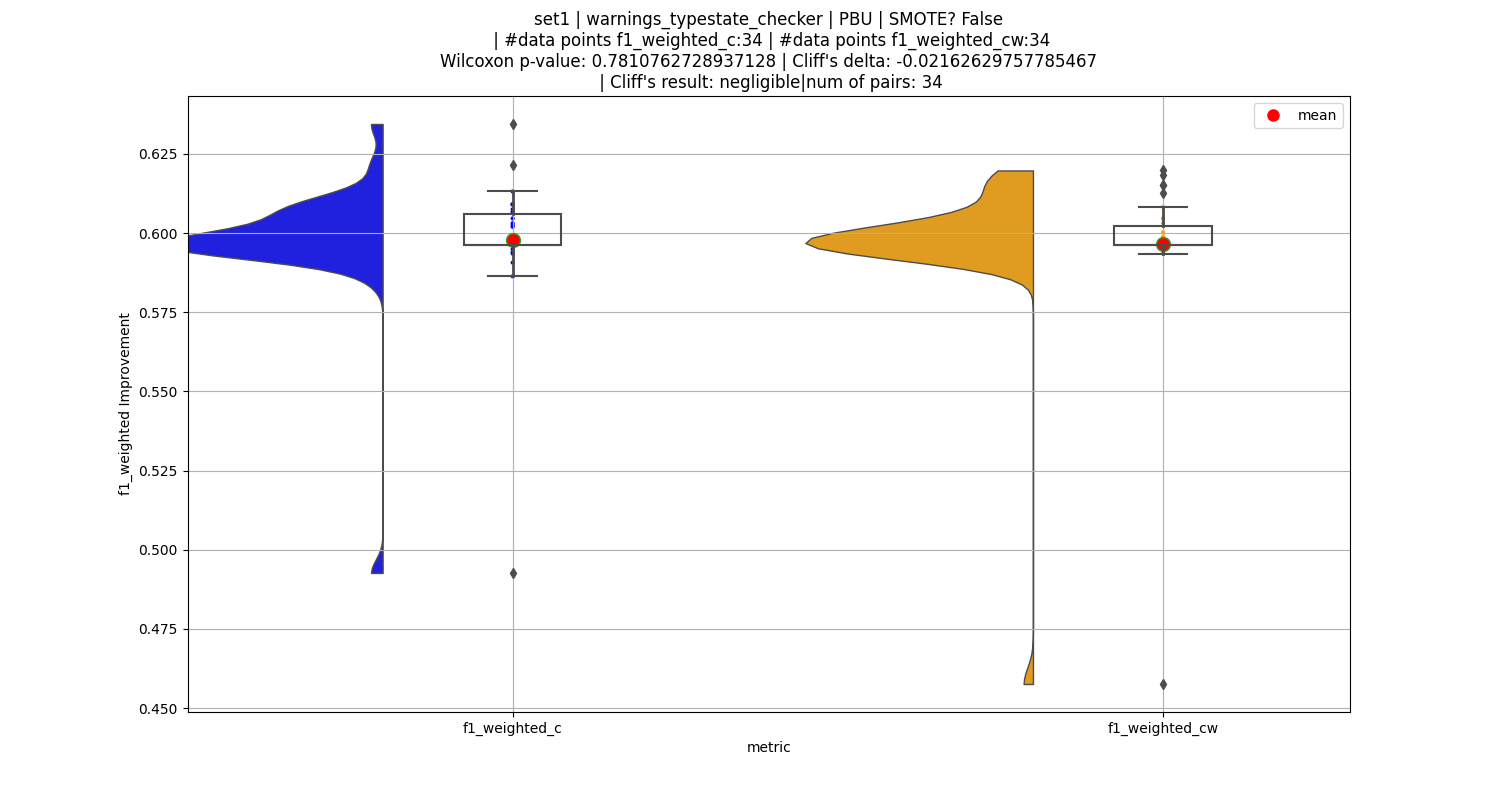 set1 | warnings_typestate_checker | PBU | SMOTE? False
| #data points f1_weighted_c:34 | #data points f1_weighted_cw:34
Wilcoxon p-value: 0.7810762728937128 | Cliff's delta: -0.02162629757785467
| Cliff's result: negligible|num of pairs: 34
mean
0.625
0.600
0.575
0.550
0.525
0.500
0.475
0.450
f1_weighted Improvement
f1_weighted_c
f1_weighted_cw
metric